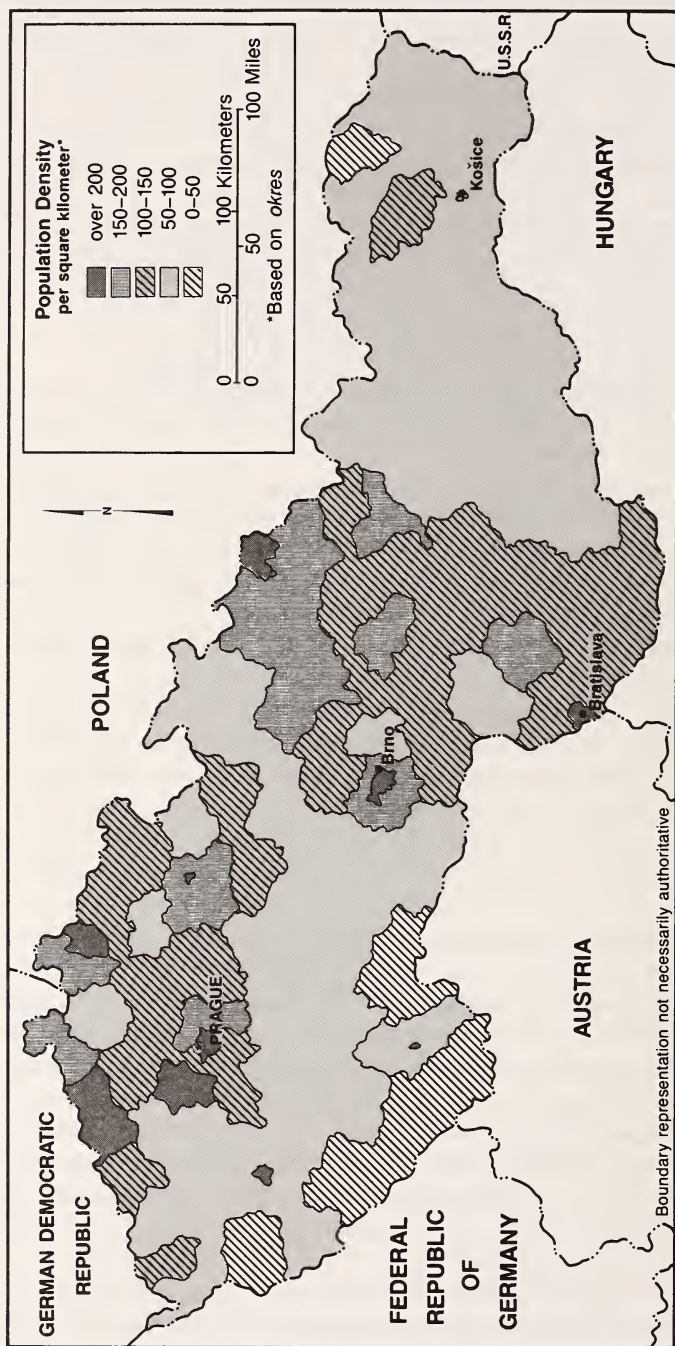 Population Density
per square kilometer*
over 200
150-200
100-150
50-100
0-50
0 50 100 Kilometers
0 50 100 Miles
*Based on okres
N
POLAND
GERMAN DEMOCRATIC
REPUBLIC
PRAGUE
Brno
U.S.S.R.
Košice
FEDERAL
REPUBLIC
OF
GERMANY
Bratislava
AUSTRIA
HUNGARY
Boundary representation not necessarily authoritative